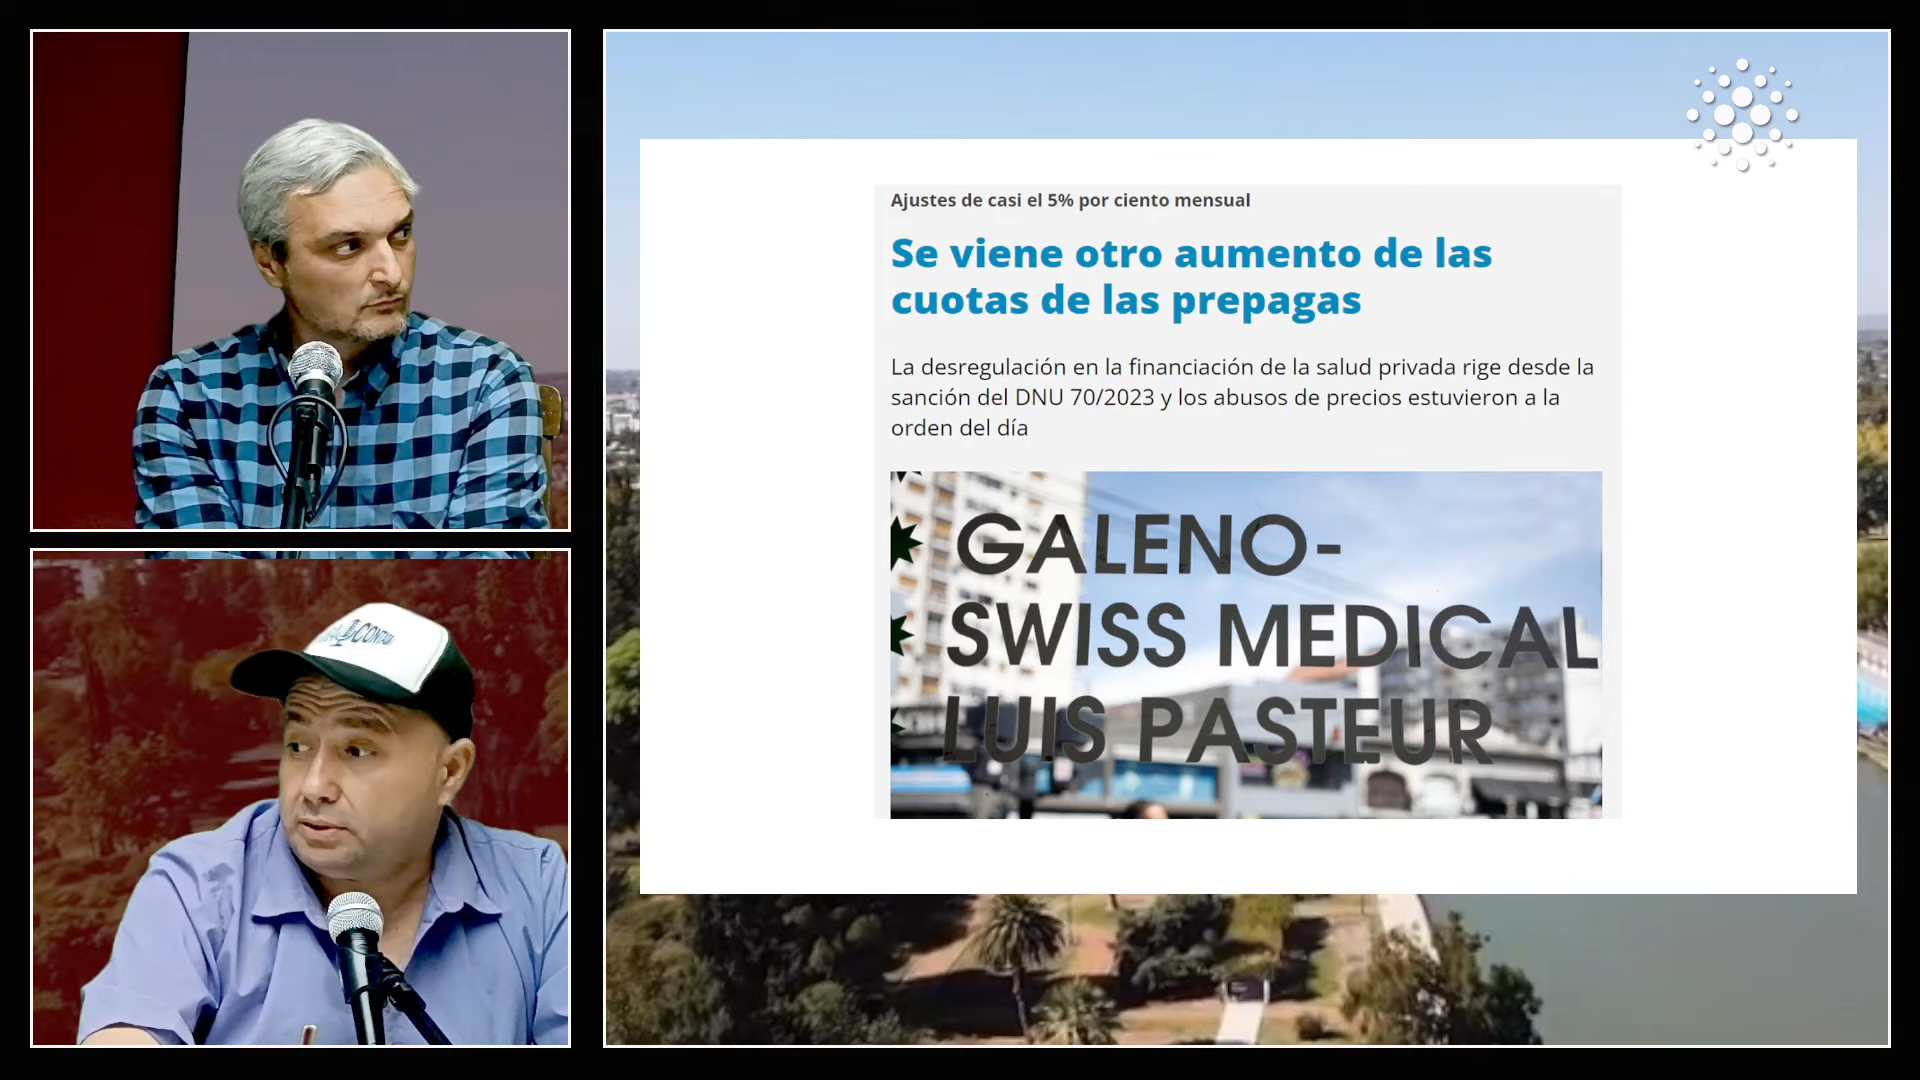 Ajustes de casi el 5% por ciento mensual
Se viene otro aumento de las
cuotas de las prepagas
La desregulación en la financiación de la salud privada rige desde la
sanción del DNU 70/2023 y los abusos de precios estuvieron a la
orden del día
GALENO-
SWISS MEDICAL
LUIS PASTEUR